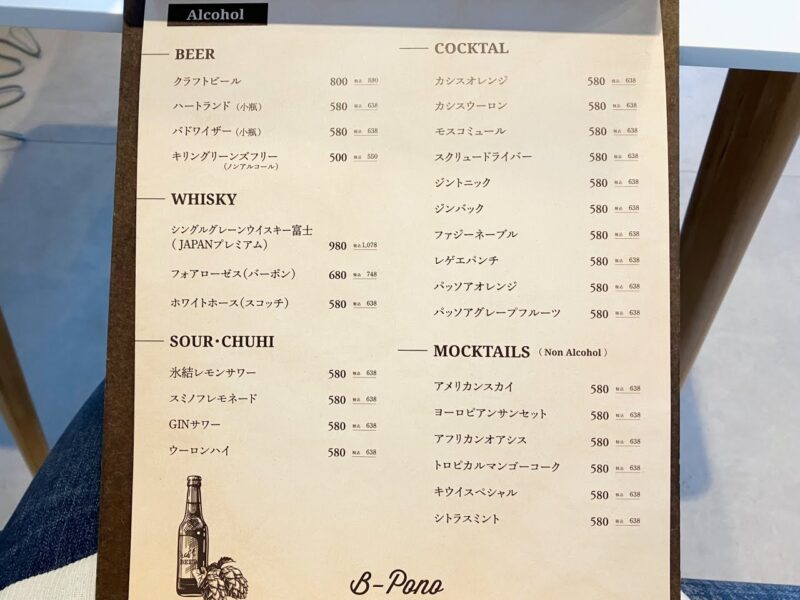 Alcohol
BEER
クラフトビール 800 税込 880
ハートランド（小瓶） 580 税込 638
バドワイザー（小瓶） 580 税込 638
キリングリーンズフリー 500 税込 550
（ノンアルコール）
WHISKY
シングルグレーンウイスキー富士
（JAPANプレミアム） 980 税込 1,078
フォアローゼス（バーボン） 680 税込 748
ホワイトホース（スコッチ） 580 税込 638
SOUR・CHUHI
氷結レモンサワー 580 税込 638
スミノフレモネード 580 税込 638
GINサワー 580 税込 638
ウーロンハイ 580 税込 638
COCKTAL
カシスオレンジ 580 税込 638
カシスウーロン 580 税込 638
モスコミュール 580 税込 638
スクリュードライバー 580 税込 638
ジントニック 580 税込 638
ジンバック 580 税込 638
ファジーネーブル 580 税込 638
レゲエパンチ 580 税込 638
パッソアオレンジ 580 税込 638
パッソアグレープフルーツ 580 税込 638
MOCKTAILS （Non Alcohol）
アメリカンスカイ 580 税込 638
ヨーロピアンサンセット 580 税込 638
アフリカンオアシス 580 税込 638
トロピカルマンゴーコーク 580 税込 638
キウイスペシャル 580 税込 638
シトラスミント 580 税込 638
BEER
B-Pono